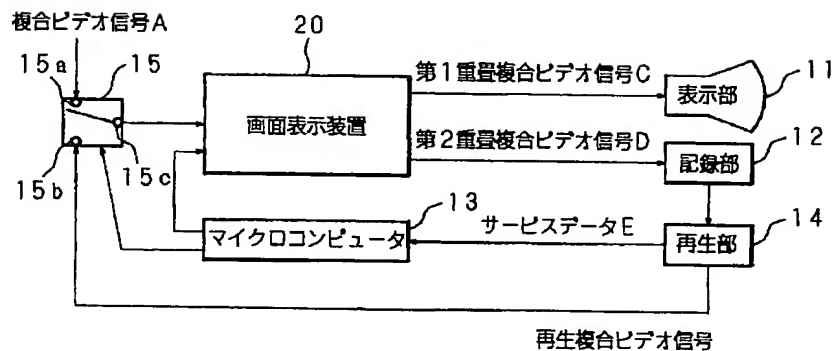 複合ビデオ信号A
20
15a
15
第1重畳複合ビデオ信号C
11
画面表示装置
表示部
第2重畳複合ビデオ信号D
12
15b
15c
記録部
13
マイクロコンピュータ
サービスデータE
14
再生部
再生複合ビデオ信号